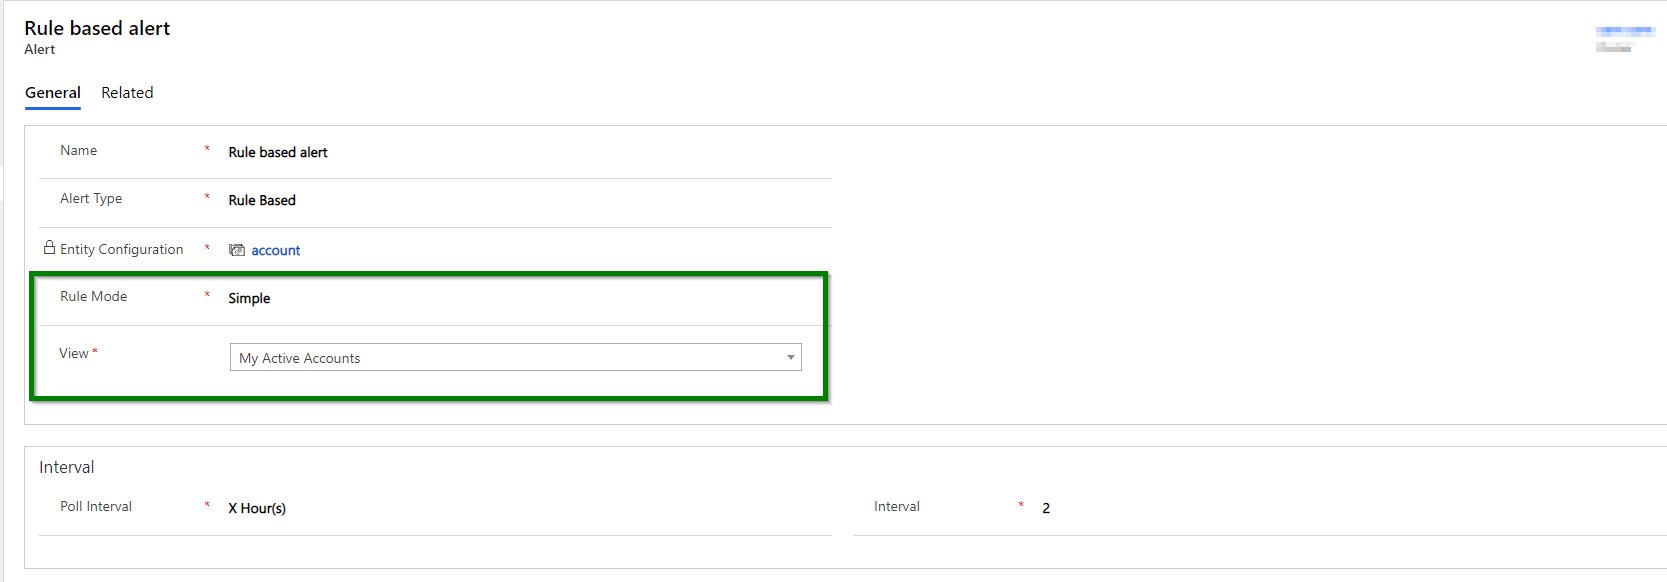 Rule based alert
Alert
General Related
Name * Rule based alert
Alert Type * Rule Based
Entity Configuration * account
Rule Mode * Simple
View * My Active Accounts
Interval
Poll Interval * X Hour(s) Interval * 2